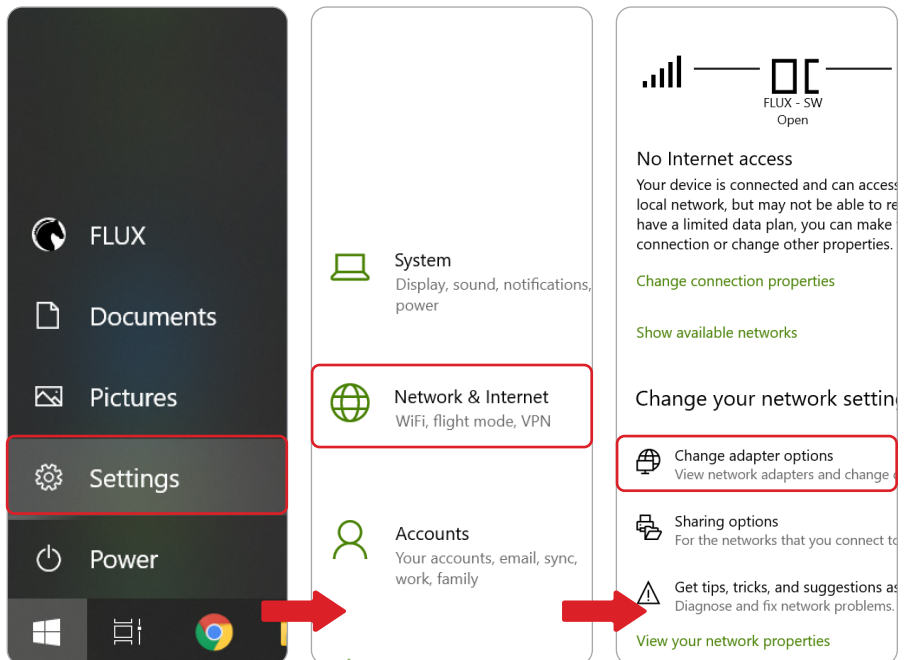 FLUX
Documents
Pictures
Settings
Power
System
Display, sound, notifications,
power
Network & Internet
WiFi, flight mode, VPN
Accounts
Your accounts, email, sync,
work, family
FLUX - SW
Open
No Internet access
Your device is connected and can access
local network, but may not be able to re
have a limited data plan, you can make
connection or change other properties.
Change connection properties
Show available networks
Change your network settin
Change adapter options
View network adapters and change
Sharing options
For the networks that you connect to
Get tips, tricks, and suggestions as
Diagnose and fix network problems.
View your network properties